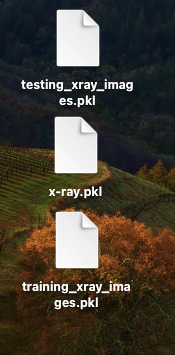 testing_xray_imag
es.pkl
x-ray.pkl
training_xray_ima
ges.pkl